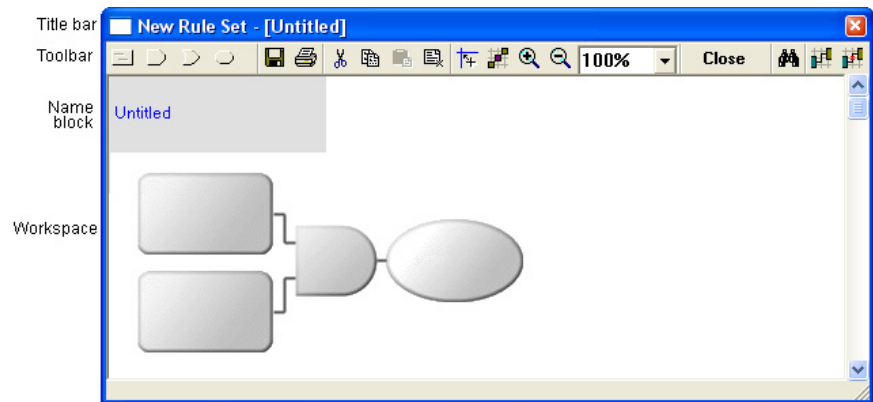 Title bar
New Rule Set - [Untitled]
Toolbar
100%
Close
Name
block
Untitled
Workspace